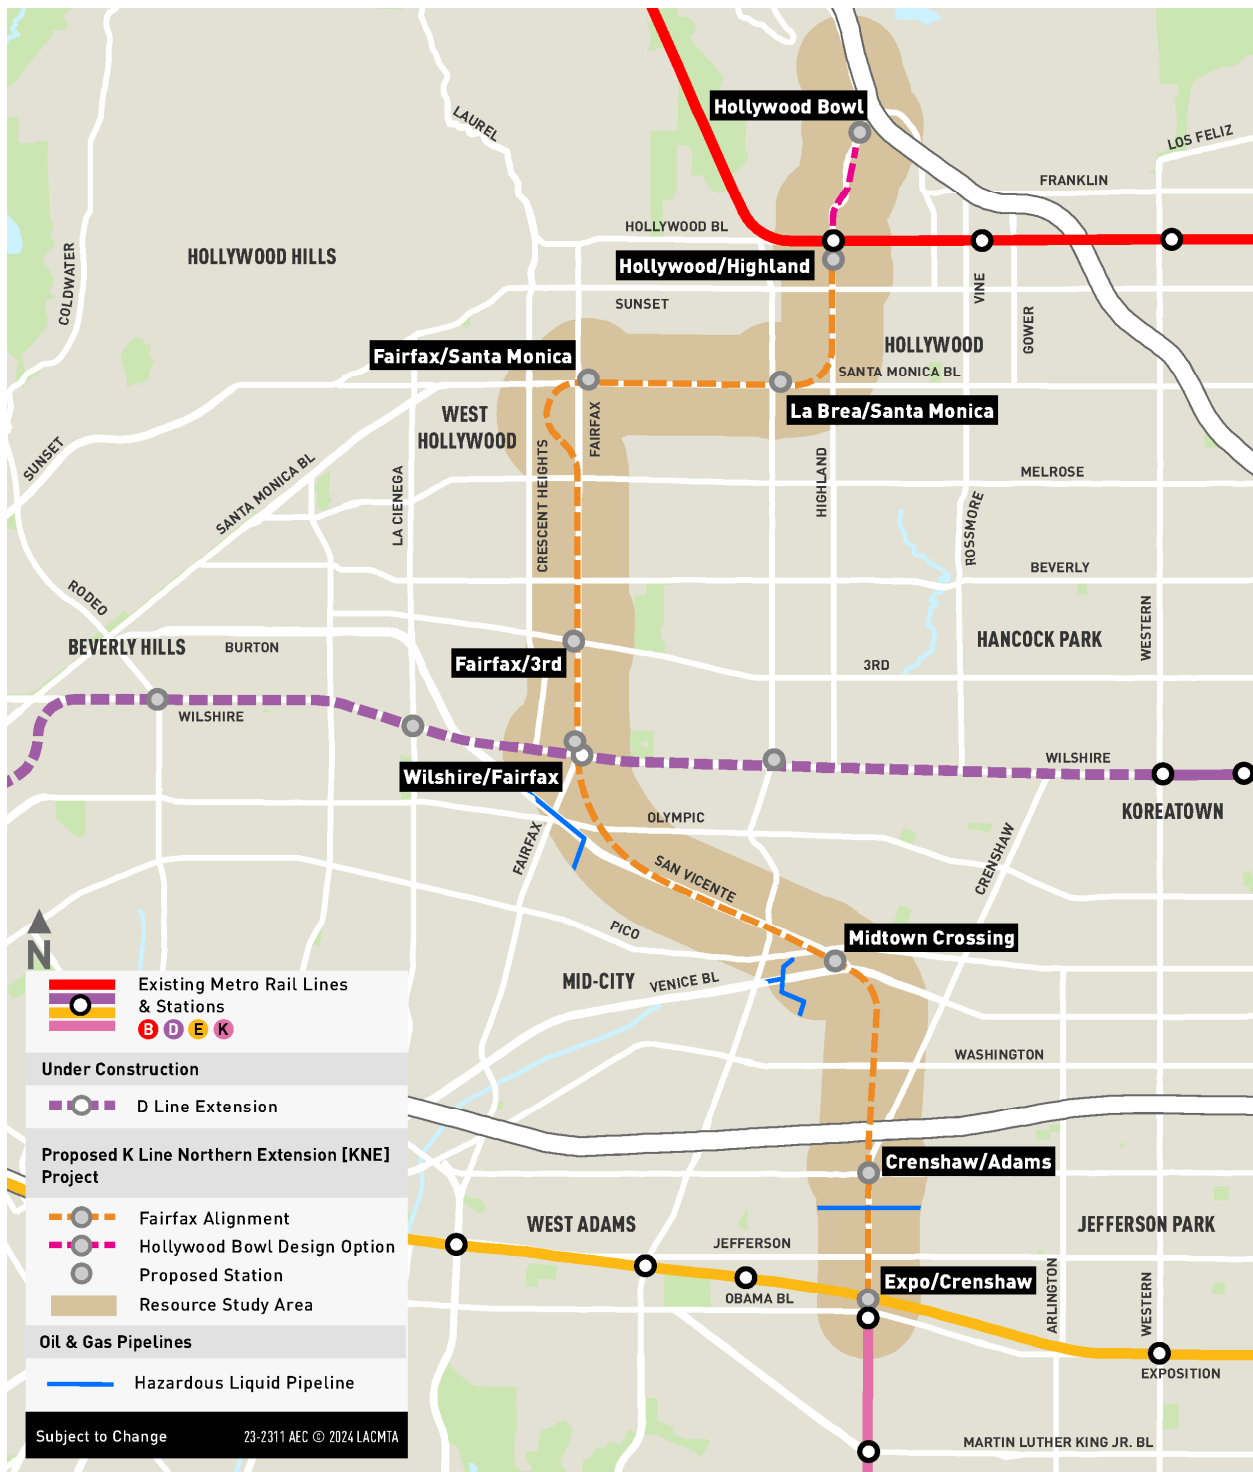 Hollywood Bowl
LAUREL
LOS FELIZ
FRANKLIN
HOLLYWOOD BL
COLDWATER
HOLLYWOOD HILLS
Hollywood/Highland
VINE
SUNSET
GOWER
HOLLYWOOD
Fairfax/Santa Monica
SANTA MONICA BL
La Brea/Santa Monica
WEST
HOLLYWOOD
FAIRFAX
SUNSET
SANTA MONICA BL
LA CIENEGA
CRESCENT HEIGHTS
HIGHLAND
MELROSE
ROSSMORE
BEVERLY
RODEO
WESTERN
BEVERLY HILLS
BURTON
HANCOCK PARK
Fairfax/3rd
3RD
WILSHIRE
WILSHIRE
Wilshire/Fairfax
KOREATOWN
OLYMPIC
FAIRFAX
SAN VICENTE
CRENSHAW
PICO
Midtown Crossing
N
MID-CITY
VENICE BL
WASHINGTON
Crenshaw/Adams
WEST ADAMS
JEFFERSON PARK
JEFFERSON
Expo/Crenshaw
OBAMA BL
ARLINGTON
WESTERN
EXPOSITION
MARTIN LUTHER KING JR. BL
Existing Metro Rail Lines
& Stations
B D E K
Under Construction
D Line Extension
Proposed K Line Northern Extension [KNE]
Project
Fairfax Alignment
Hollywood Bowl Design Option
Proposed Station
Resource Study Area
Oil & Gas Pipelines
Hazardous Liquid Pipeline
Subject to Change
23-2311 AEC © 2024 LACMTA